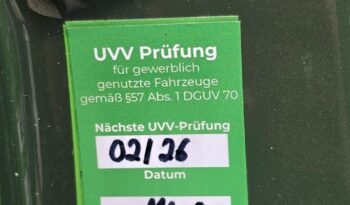 UVV Prüfung
für gewerblich
genutzte Fahrzeuge
gemäß §57 Abs. 1 DGUV 70
Nächste UVV-Prüfung
02/26
Datum